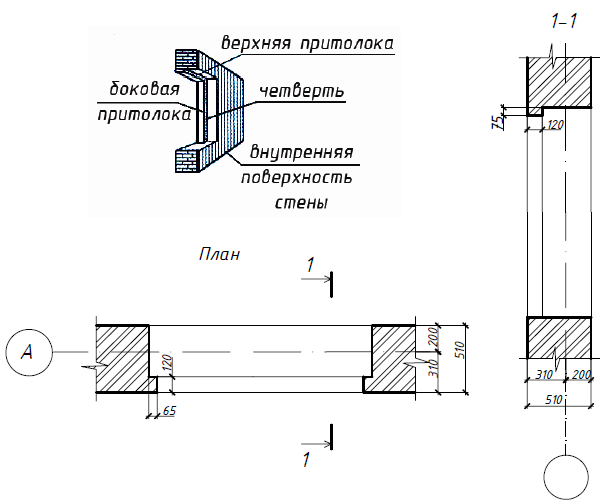 верхняя притолока
боковая
притолока
четверть
внутренняя
поверхность
стены
План
1
1
А
120
65
200
310
510
1-1
75
120
310
200
510